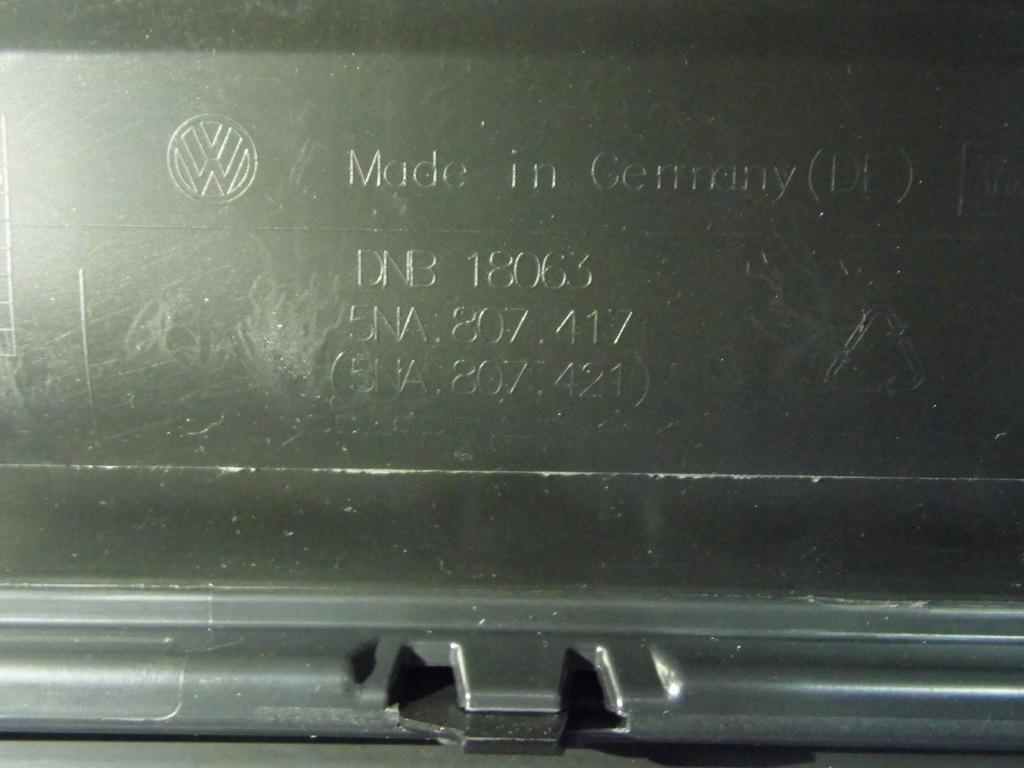 Made in Germany (DE)
DNB 18063
5NA.807.417
(5NA.807.421)